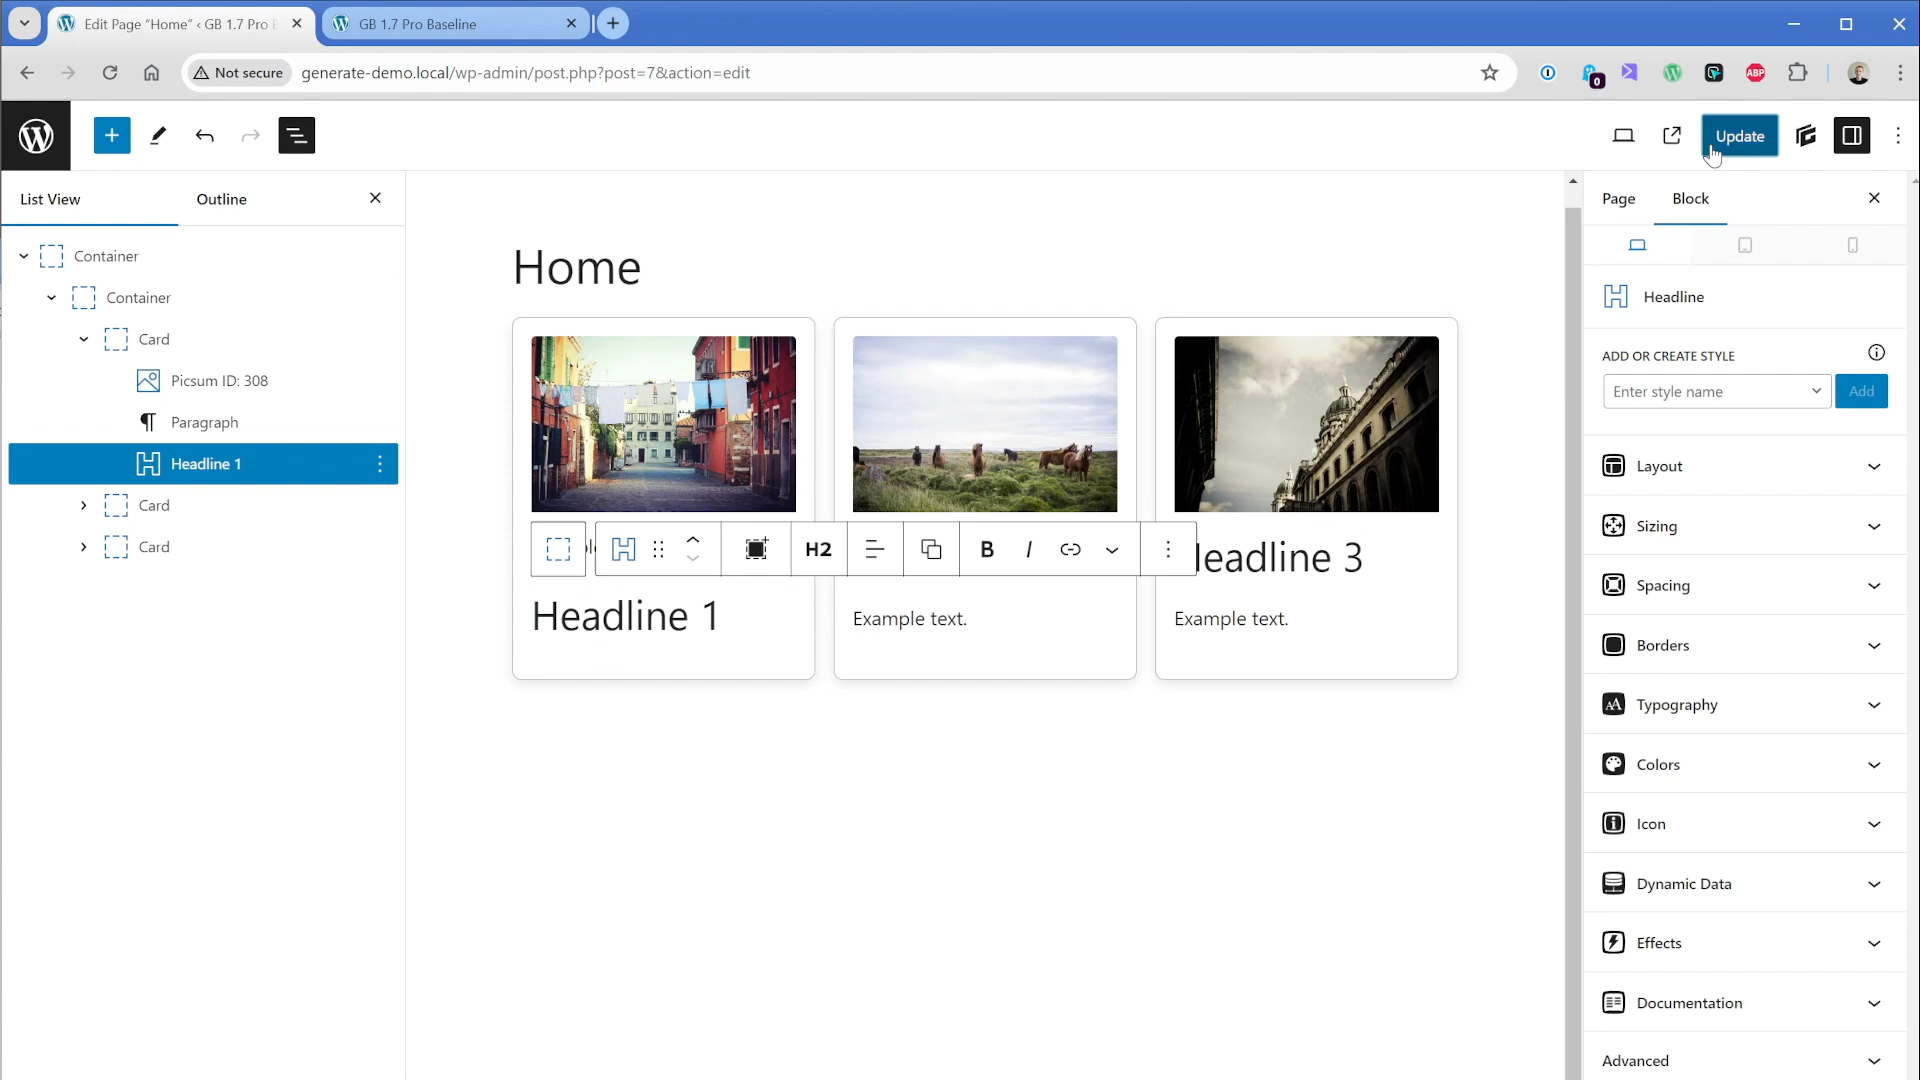 Edit Page “Home” ‹ GB 1.7 Pro
GB 1.7 Pro Baseline
Not secure
generate-demo.local/wp-admin/post.php?post=7&action=edit
0
ABP
Update
List View
Outline
Page
Block
Container
Container
Card
Picsum ID: 308
Paragraph
Headline 1
Card
Card
Home
H2
B
I
Headline 1
Example text.
eadline 3
Example text.
Headline
ADD OR CREATE STYLE
Enter style name
Add
Layout
Sizing
Spacing
Borders
Typography
Colors
Icon
Dynamic Data
Effects
Documentation
Advanced